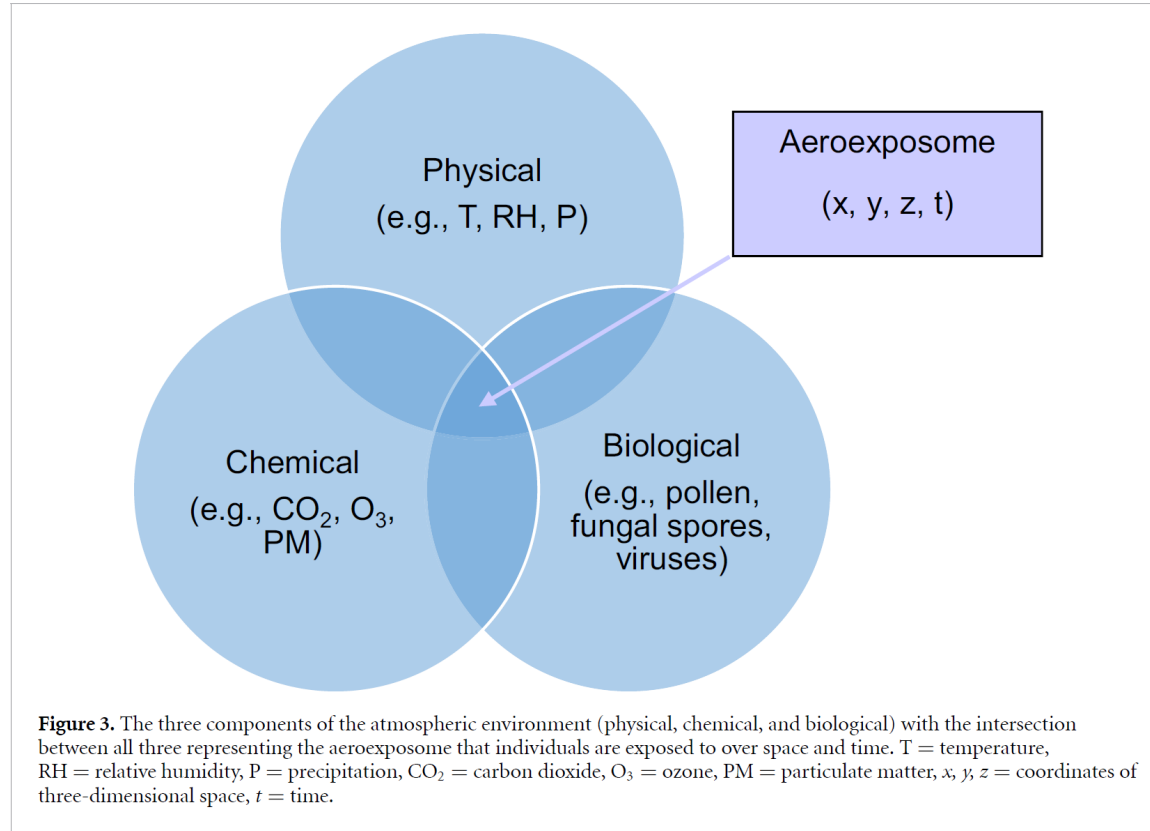 Physical
(e.g., T, RH, P)
Aeroexposome
(x, y, z, t)
Chemical
(e.g., CO₂, O₃,
PM)
Biological
(e.g., pollen,
fungal spores,
viruses)
Figure 3. The three components of the atmospheric environment (physical, chemical, and biological) with the intersection
between all three representing the aeroexposome that individuals are exposed to over space and time. T = temperature,
RH = relative humidity, P = precipitation, CO₂ = carbon dioxide, O₃ = ozone, PM = particulate matter, x, y, z = coordinates of
three-dimensional space, t = time.